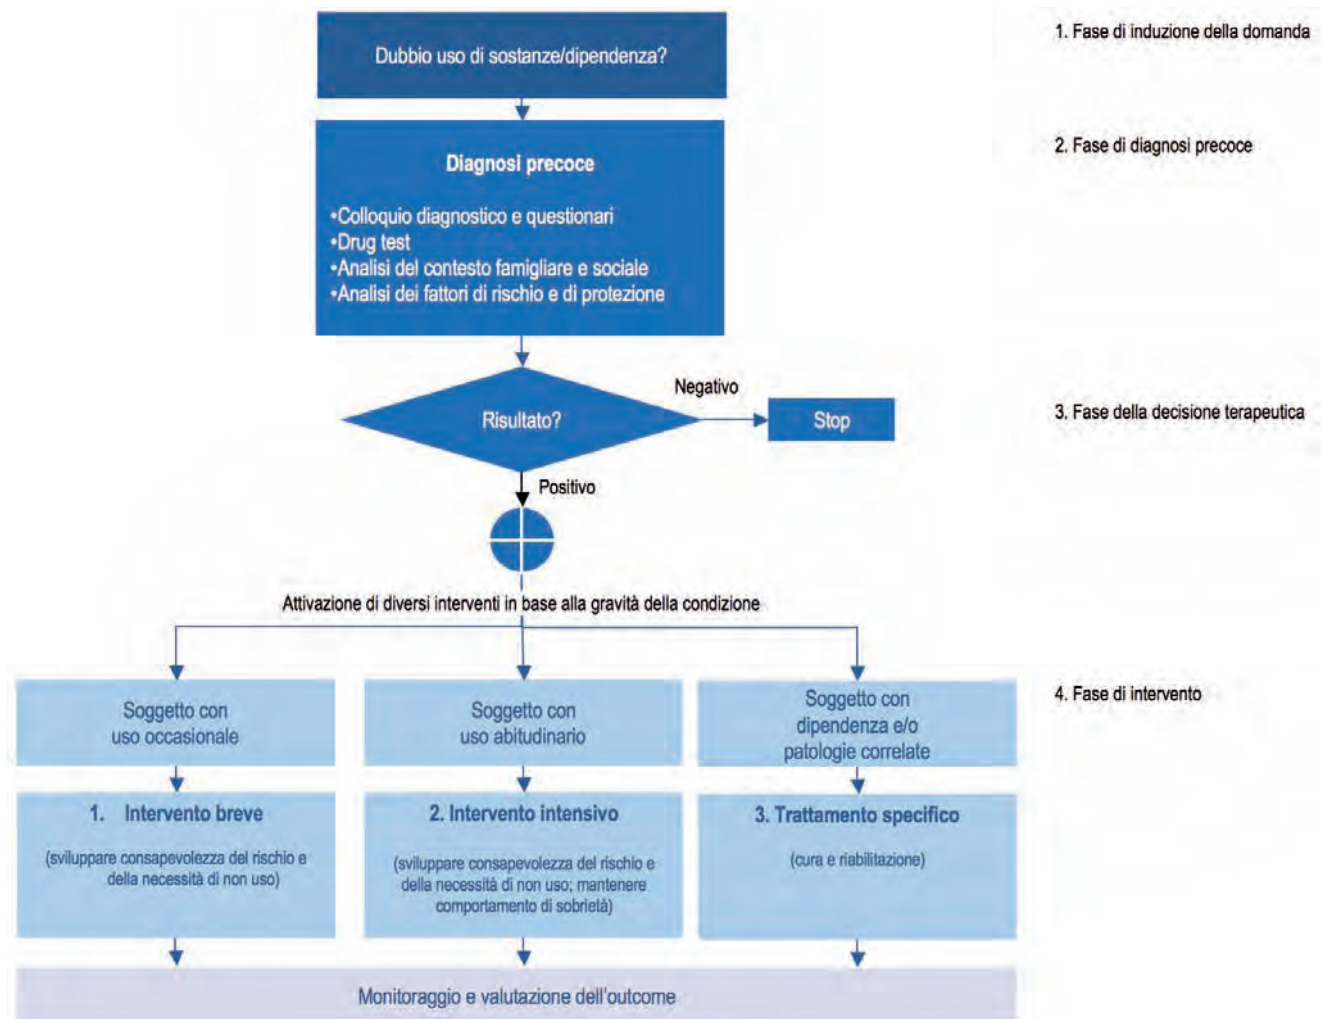 Dubbio uso di sostanze/dipendenza?
1. Fase di induzione della domanda
Diagnosi precoce
•Colloquio diagnostico e questionari
•Drug test
•Analisi del contesto famigliare e sociale
•Analisi dei fattori di rischio e di protezione
2. Fase di diagnosi precoce
Risultato?
Negativo
Stop
3. Fase della decisione terapeutica
Positivo
Attivazione di diversi interventi in base alla gravità della condizione
Soggetto con
uso occasionale
Soggetto con
uso abitudinario
Soggetto con
dipendenza e/o
patologie correlate
4. Fase di intervento
1. Intervento breve
(sviluppare consapevolezza del rischio e
della necessità di non uso)
2. Intervento intensivo
(sviluppare consapevolezza del rischio e
della necessità di non uso; mantenere
comportamento di sobrietà)
3. Trattamento specifico
(cura e riabilitazione)
Monitoraggio e valutazione dell'outcome